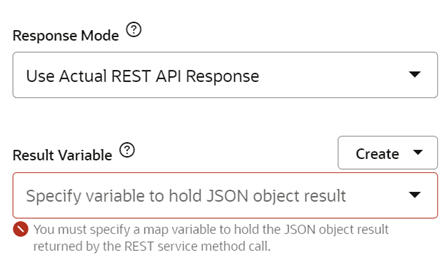 Response Mode ?
Use Actual REST API Response
Result Variable ?
Create
Specify variable to hold JSON object result
You must specify a map variable to hold the JSON object result
returned by the REST service method call.